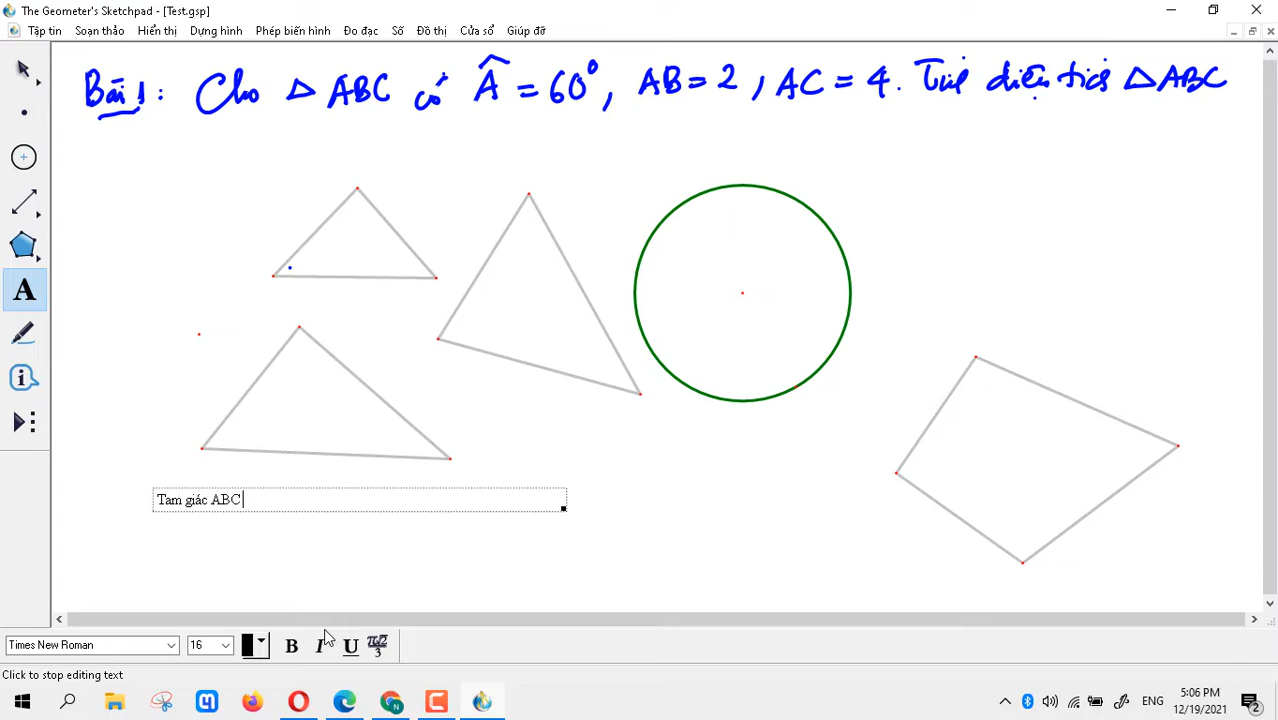 The Geometer's Sketchpad - [Test.gsp]
Tập tin Soạn thảo Hiển thị Dựng hình Phép biến hình Đo đạc Số Đồ thị Cửa sổ Giúp đỡ
Bài 1: Cho △ ABC có Â = 60°, AB = 2, AC = 4. Tính diện tích △ABC
A
Tam giác ABC
Times New Roman 16 B I U π√2/3
Click to stop editing text
ENG 5:06 PM
12/19/2021 2